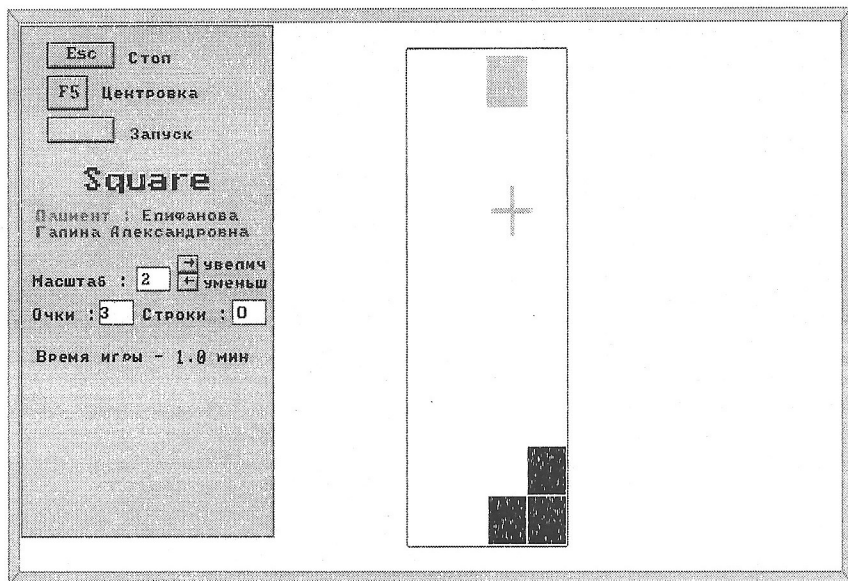 Esc Стоп
F5 Центровка
Запуск
Square
Пациент : Епифанова
Галина Александровна
→ увелич
Масштаб : 2
← уменьш
Очки : 3 Строки : 0
Время игры - 1.0 мин